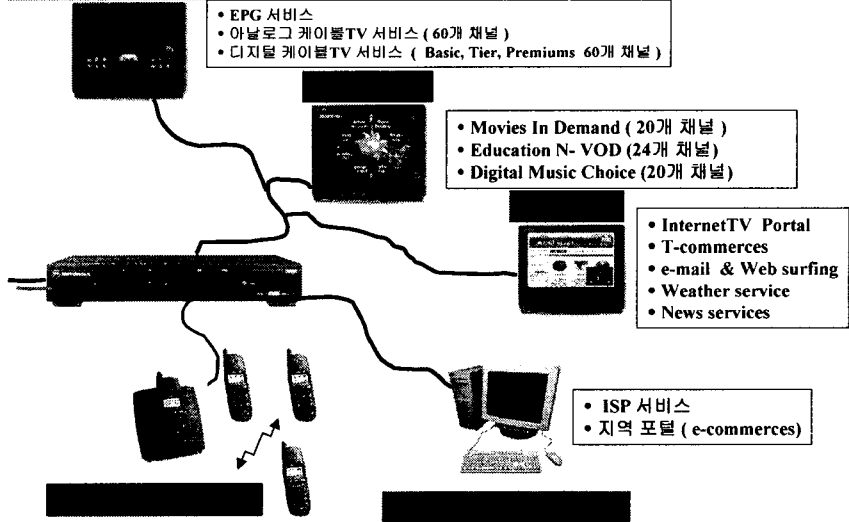 • EPG 서비스
• 아날로그 케이블TV 서비스 ( 60개 채널 )
• 디지털 케이블TV 서비스 ( Basic, Tier, Premiums 60개 채널 )
• Movies In Demand ( 20개 채널 )
• Education N- VOD (24개 채널)
• Digital Music Choice (20개 채널)
• InternetTV Portal
• T-commerces
• e-mail & Web surfing
• Weather service
• News services
• ISP 서비스
• 지역 포털 ( e-commerces)